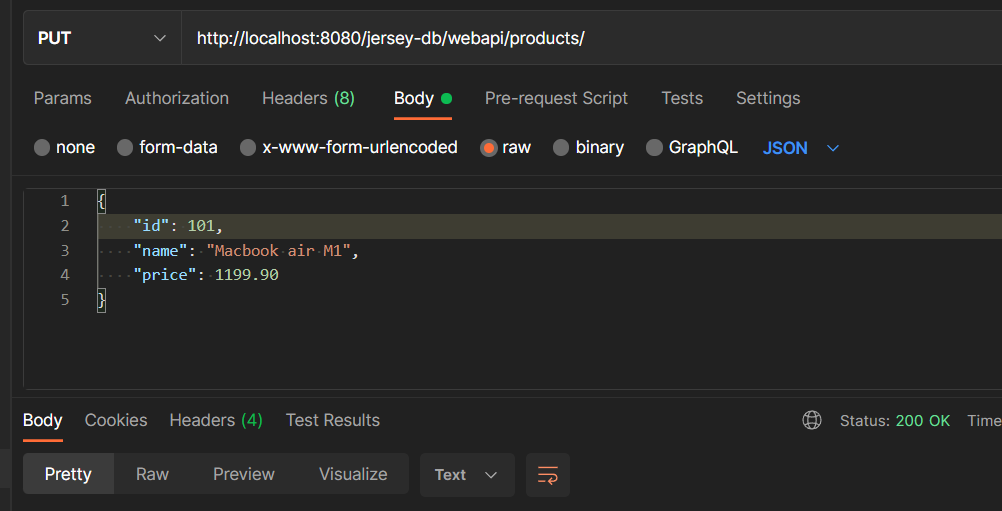 PUT http://localhost:8080/jersey-db/webapi/products/
Params Authorization Headers (8) Body Pre-request Script Tests Settings
none form-data x-www-form-urlencoded raw binary GraphQL JSON
1 {
2 "id": 101,
3 "name": "Macbook air M1",
4 "price": 1199.90
5 }
Body Cookies Headers (4) Test Results Status: 200 OK Time
Pretty Raw Preview Visualize Text